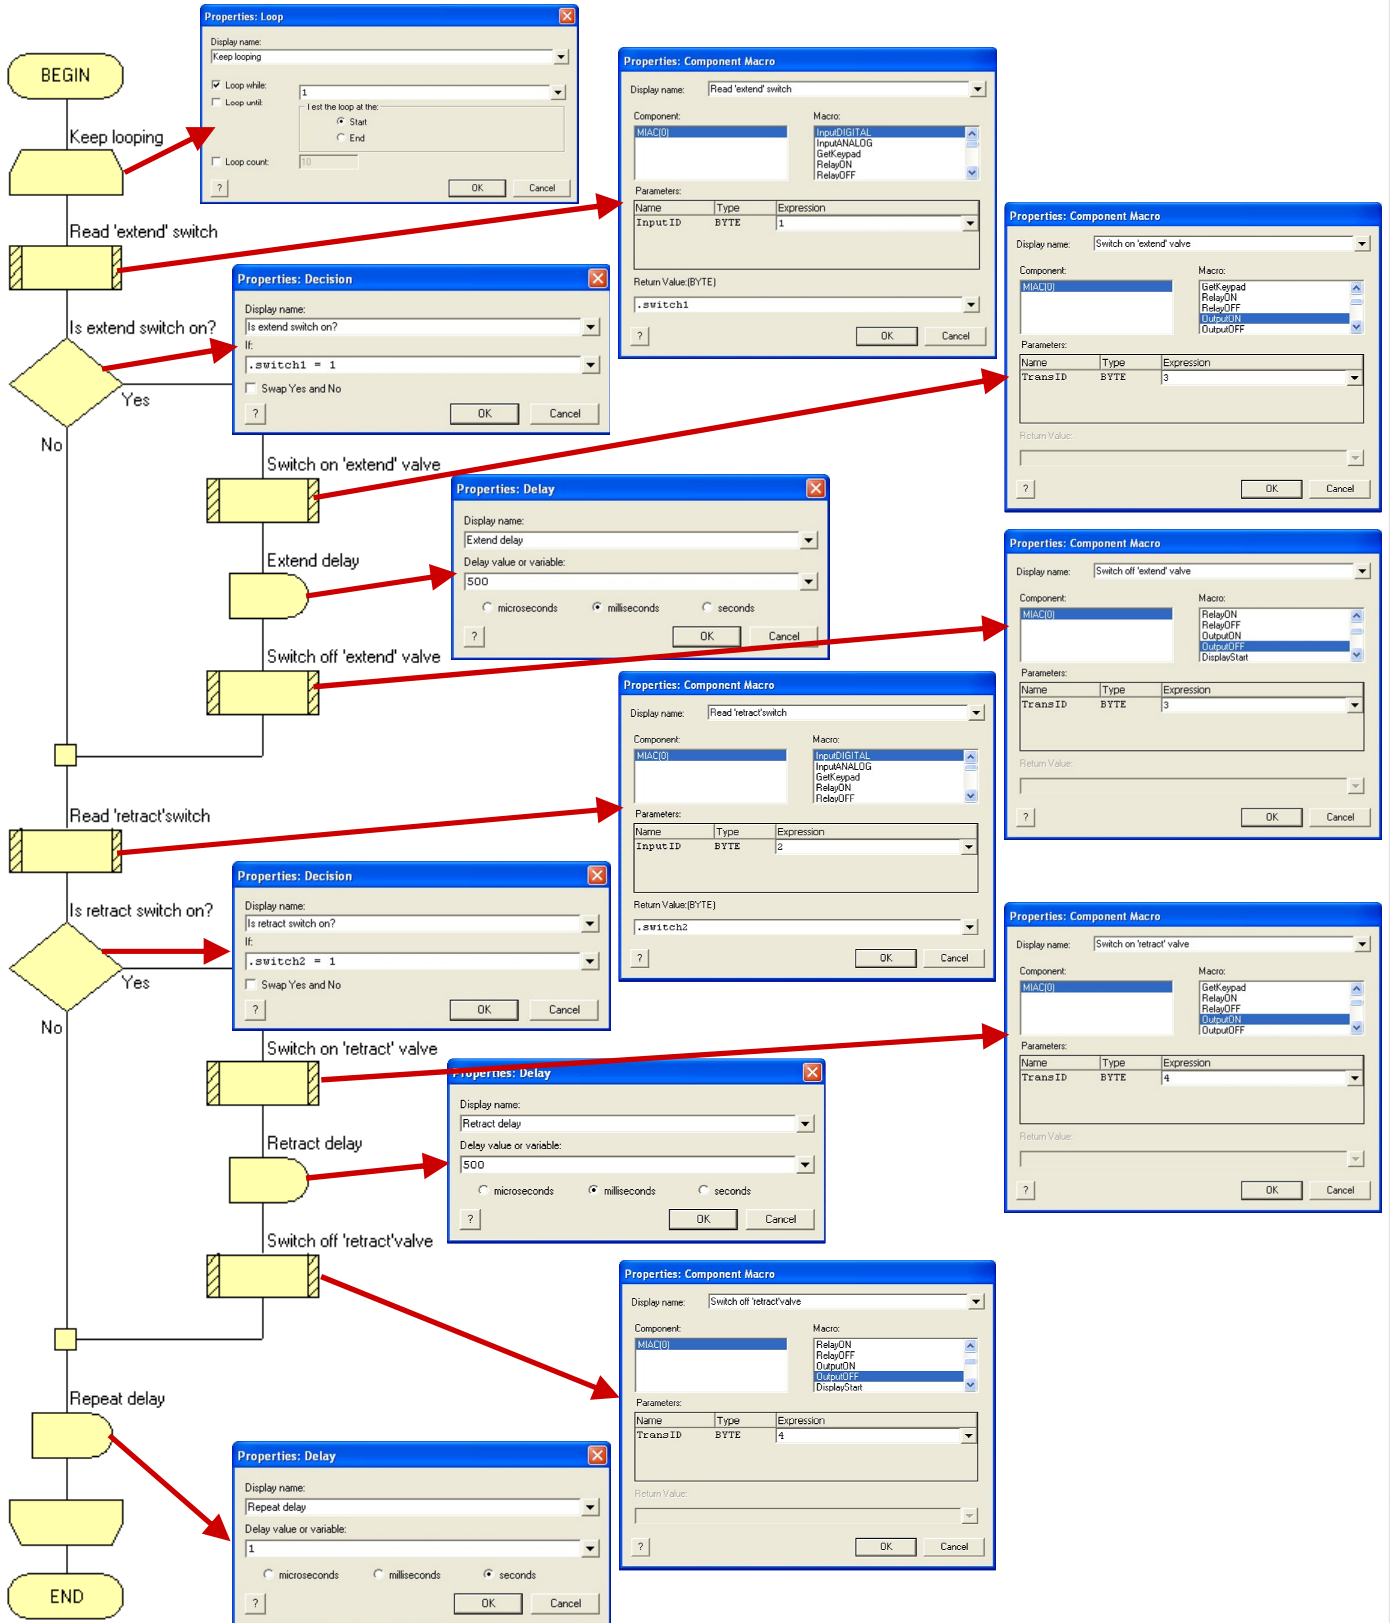 BEGIN
Keep looping
Properties: Loop
Display name:
Keep looping
Loop while:
1
Loop until:
Test the loop at the:
Start
End
Loop count:
10
?
OK
Cancel
Read 'extend' switch
Properties: Component Macro
Display name:
Read 'extend' switch
Component:
Macro:
MIAC(0)
InputDIGITAL
InputANALOG
GetKeypad
RelayON
RelayOFF
Parameters:
Name Type Expression
InputID BYTE 1
Return Value:(BYTE)
.switch1
?
OK
Cancel
Is extend switch on?
Yes
No
Properties: Decision
Display name:
Is extend switch on?
If:
.switch1 = 1
Swap Yes and No
?
OK
Cancel
Switch on 'extend' valve
Properties: Component Macro
Display name:
Switch on 'extend' valve
Component:
Macro:
MIAC(0)
GetKeypad
RelayON
RelayOFF
OutputON
OutputOFF
Parameters:
Name Type Expression
TransID BYTE 3
Return Value:
?
OK
Cancel
Extend delay
Properties: Delay
Display name:
Extend delay
Delay value or variable:
500
microseconds
milliseconds
seconds
?
OK
Cancel
Switch off 'extend' valve
Properties: Component Macro
Display name:
Switch off 'extend' valve
Component:
Macro:
MIAC(0)
RelayON
RelayOFF
OutputON
OutputOFF
DisplayStart
Parameters:
Name Type Expression
TransID BYTE 3
Return Value:
?
OK
Cancel
Read 'retract'switch
Properties: Component Macro
Display name:
Read 'retract'switch
Component:
Macro:
MIAC(0)
InputDIGITAL
InputANALOG
GetKeypad
RelayON
RelayOFF
Parameters:
Name Type Expression
InputID BYTE 2
Return Value:(BYTE)
.switch2
?
OK
Cancel
Is retract switch on?
Yes
No
Properties: Decision
Display name:
Is retract switch on?
If:
.switch2 = 1
Swap Yes and No
?
OK
Cancel
Switch on 'retract' valve
Properties: Component Macro
Display name:
Switch on 'retract' valve
Component:
Macro:
MIAC(0)
GetKeypad
RelayON
RelayOFF
OutputON
OutputOFF
Parameters:
Name Type Expression
TransID BYTE 4
Return Value:
?
OK
Cancel
Retract delay
Properties: Delay
Display name:
Retract delay
Delay value or variable:
500
microseconds
milliseconds
seconds
?
OK
Cancel
Switch off 'retract'valve
Properties: Component Macro
Display name:
Switch off 'retract'valve
Component:
Macro:
MIAC(0)
RelayON
RelayOFF
OutputON
OutputOFF
DisplayStart
Parameters:
Name Type Expression
TransID BYTE 4
Return Value:
?
OK
Cancel
Repeat delay
Properties: Delay
Display name:
Repeat delay
Delay value or variable:
1
microseconds
milliseconds
seconds
?
OK
Cancel
END